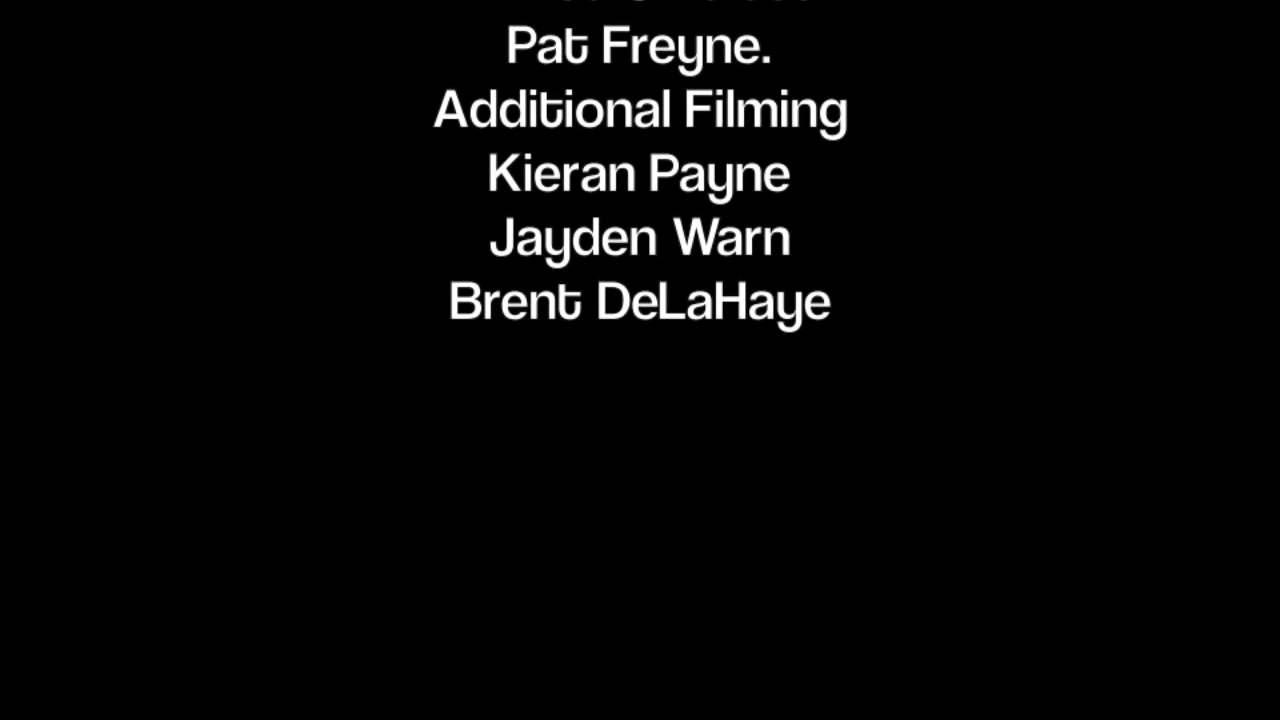 Pat Freyne.
Additional Filming
Kieran Payne
Jayden Warn
Brent DeLaHaye